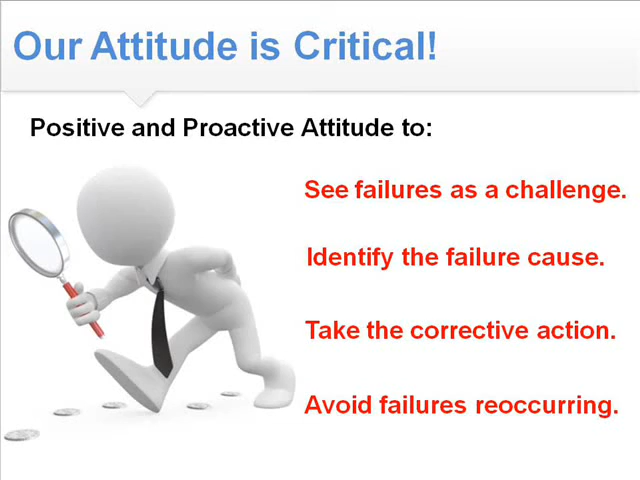 Our Attitude is Critical!
Positive and Proactive Attitude to:
See failures as a challenge.
Identify the failure cause.
Take the corrective action.
Avoid failures reoccurring.